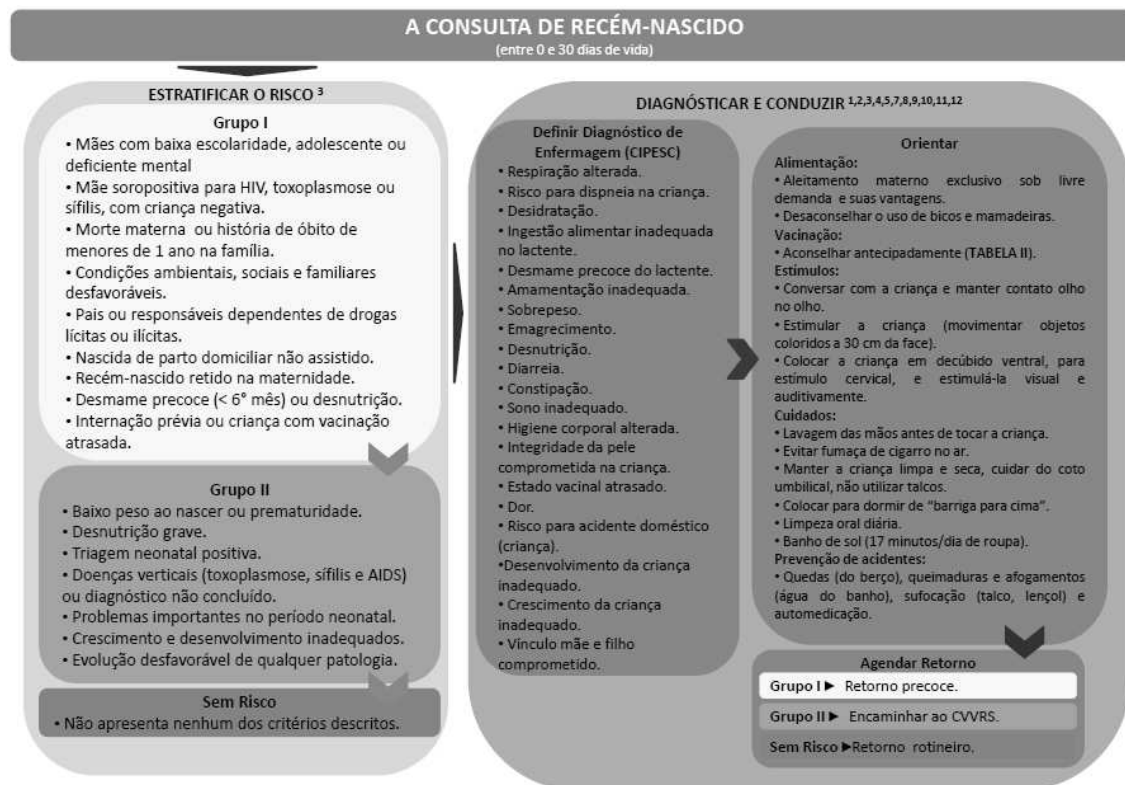 A CONSULTA DE RECÉM-NASCIDO
(entre 0 e 30 dias de vida)
ESTRATIFICAR O RISCO ³
Grupo I
• Mães com baixa escolaridade, adolescente ou
deficiente mental
• Mãe soropositiva para HIV, toxoplasmose ou
sífilis, com criança negativa.
• Morte materna ou história de óbito de
menores de 1 ano na família.
• Condições ambientais, sociais e familiares
desfavoráveis.
• Pais ou responsáveis dependentes de drogas
lícitas ou ilícitas.
• Nascida de parto domiciliar não assistido.
• Recém-nascido retido na maternidade.
• Desmame precoce (< 6° mês) ou desnutrição.
• Internação prévia ou criança com vacinação
atrasada.
Grupo II
• Baixo peso ao nascer ou prematuridade.
• Desnutrição grave.
• Triagem neonatal positiva.
• Doenças verticais (toxoplasmose, sífilis e AIDS)
ou diagnóstico não concluído.
• Problemas importantes no período neonatal.
• Crescimento e desenvolvimento inadequados.
• Evolução desfavorável de qualquer patologia.
Sem Risco
• Não apresenta nenhum dos critérios descritos.
DIAGNÓSTICAR E CONDUZIR ¹,²,³,⁴,⁵,⁷,⁸,⁹,¹⁰,¹¹,¹²
Definir Diagnóstico de
Enfermagem (CIPESC)
• Respiração alterada.
• Risco para dispneia na criança.
• Desidratação.
• Ingestão alimentar inadequada
no lactente.
• Desmame precoce do lactente.
• Amamentação inadequada.
• Sobrepeso.
• Emagrecimento.
• Desnutrição.
• Diarreia.
• Constipação.
• Sono inadequado.
• Higiene corporal alterada.
• Integridade da pele
comprometida na criança.
• Estado vacinal atrasado.
• Dor.
• Risco para acidente doméstico
(criança).
•Desenvolvimento da criança
inadequado.
• Crescimento da criança
inadequado.
• Vínculo mãe e filho
comprometido.
Orientar
Alimentação:
• Aleitamento materno exclusivo sob livre
demanda e suas vantagens.
• Desaconselhar o uso de bicos e mamadeiras.
Vacinação:
• Aconselhar antecipadamente (TABELA II).
Estímulos:
• Conversar com a criança e manter contato olho
no olho.
• Estimular a criança (movimentar objetos
coloridos a 30 cm da face).
• Colocar a criança em decúbido ventral, para
estímulo cervical, e estimulá-la visual e
auditivamente.
Cuidados:
• Lavagem das mãos antes de tocar a criança.
• Evitar fumaça de cigarro no ar.
• Manter a criança limpa e seca, cuidar do coto
umbilical, não utilizar talcos.
• Colocar para dormir de “barriga para cima”.
• Limpeza oral diária.
• Banho de sol (17 minutos/dia de roupa).
Prevenção de acidentes:
• Quedas (do berço), queimaduras e afogamentos
(água do banho), sufocação (talco, lençol) e
automedicação.
Agendar Retorno
Grupo I ► Retorno precoce.
Grupo II ► Encaminhar ao CVVRS.
Sem Risco ►Retorno rotineiro.